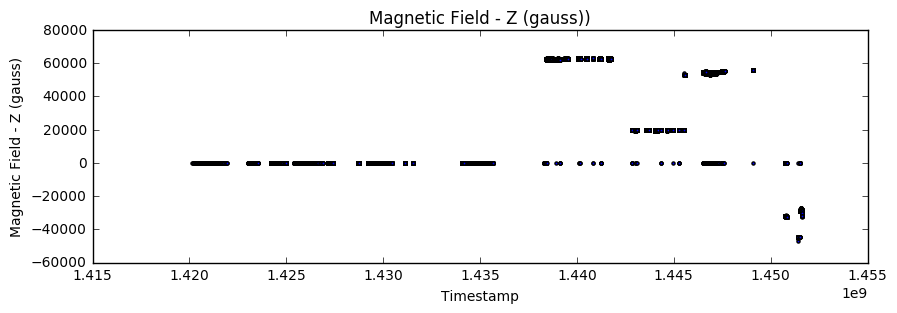 Magnetic Field - Z (gauss))
80000
60000
40000
20000
0
−20000
−40000
−60000
Magnetic Field - Z (gauss)
1.415 1.420 1.425 1.430 1.435 1.440 1.445 1.450 1.455
1e9
Timestamp